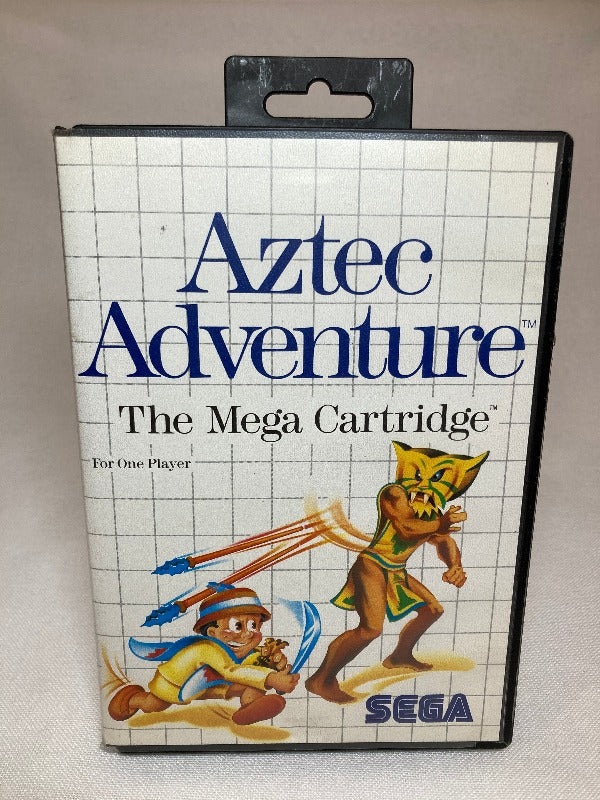 Aztec
Adventure™
The Mega Cartridge™
For One Player
SEGA